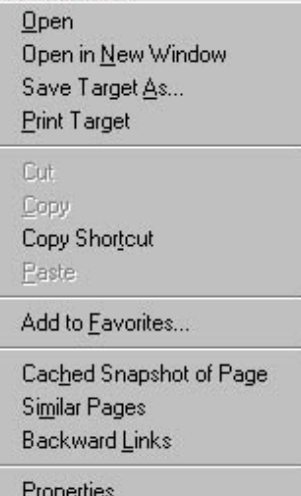 Open
Open in New Window
Save Target As...
Print Target
Cut
Copy
Copy Shortcut
Paste
Add to Favorites...
Cached Snapshot of Page
Similar Pages
Backward Links
Properties